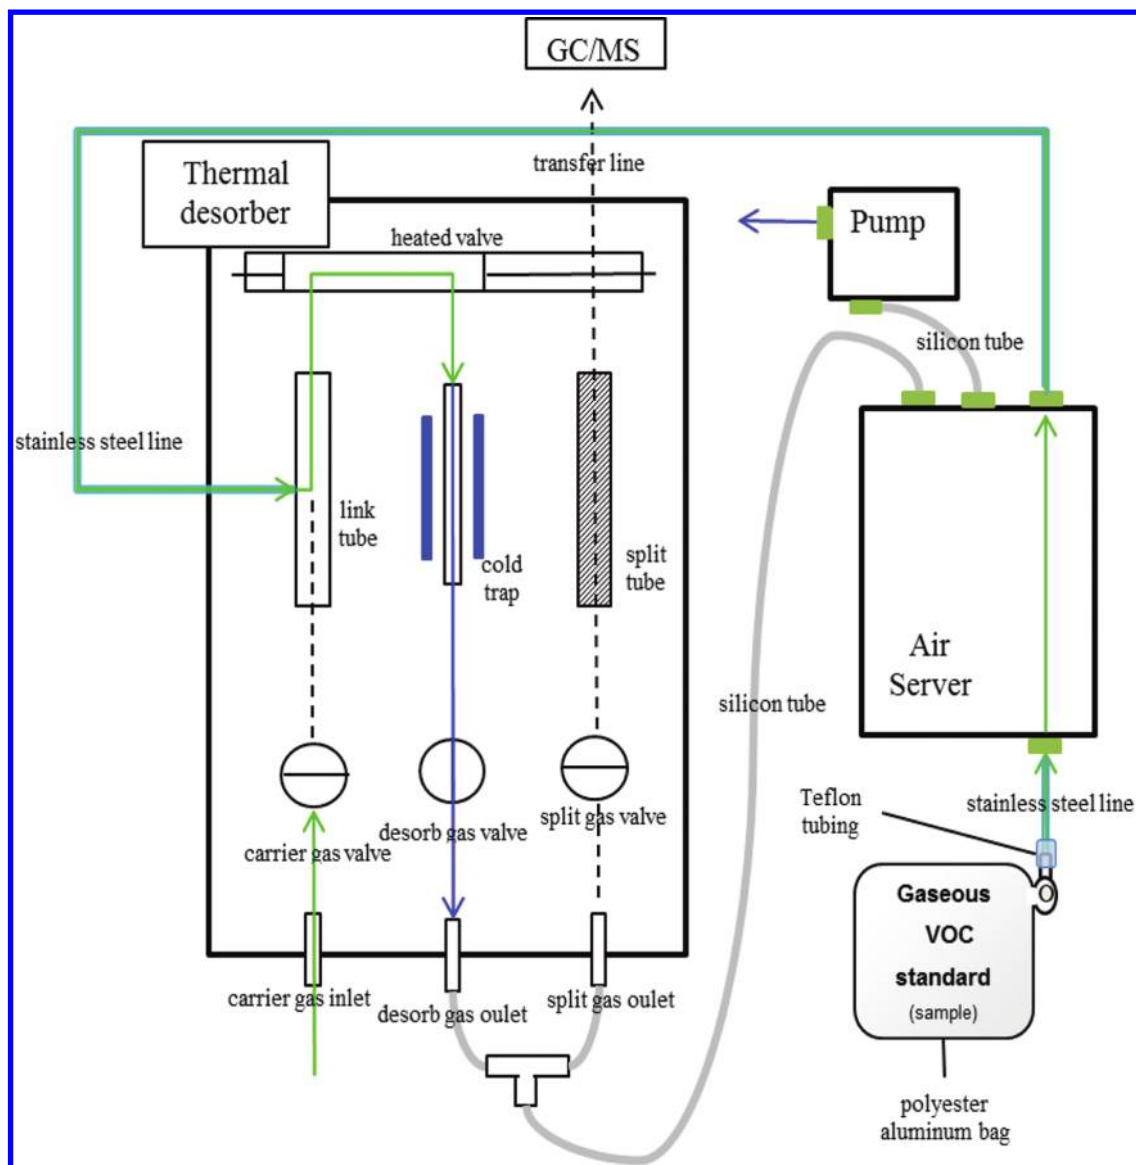 GC/MS
transfer line
Thermal
desorber
heated valve
Pump
silicon tube
stainless steel line
link
tube
cold
trap
split
tube
Air
Server
silicon tube
carrier gas valve
desorb gas valve
split gas valve
Teflon
tubing
stainless steel line
Gaseous
VOC
standard
(sample)
carrier gas inlet
desorb gas oulet
split gas oulet
polyester
aluminum bag